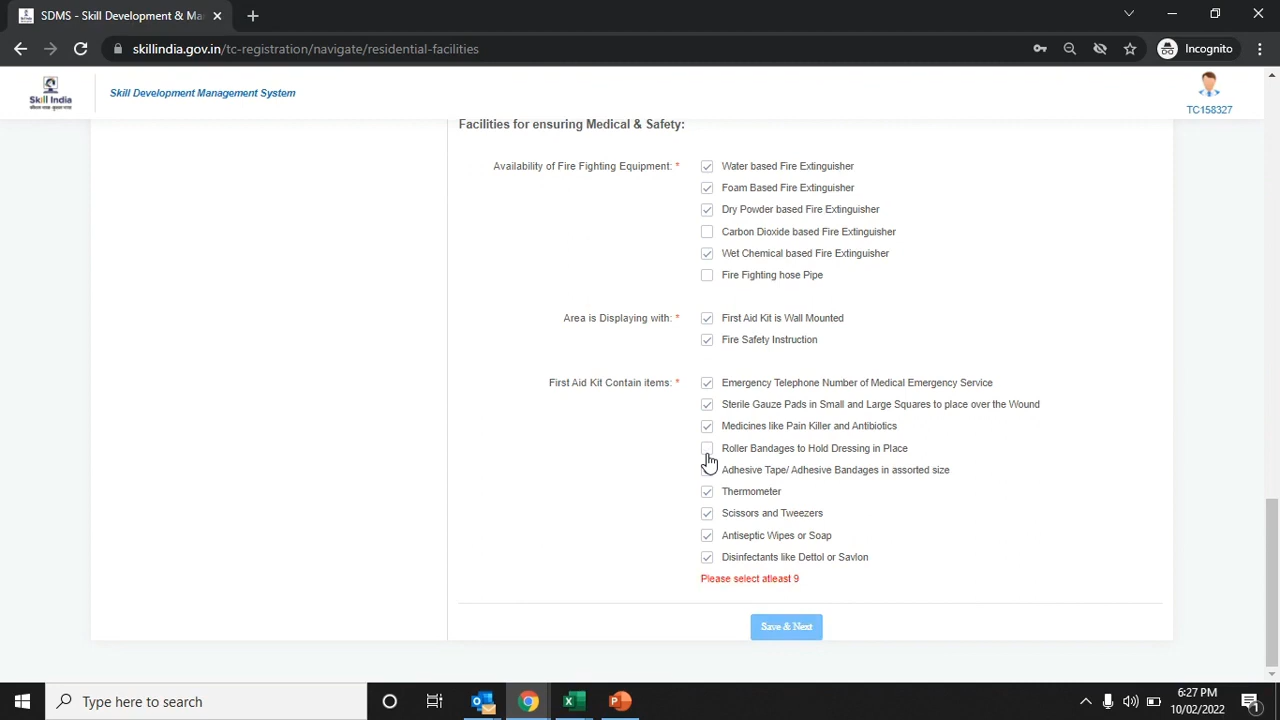 SDMS - Skill Development & Ma
skillindia.gov.in/tc-registration/navigate/residential-facilities
Incognito
Skill India
Skill Development Management System
TC158327
Facilities for ensuring Medical & Safety:
Availability of Fire Fighting Equipment: *
Water based Fire Extinguisher
Foam Based Fire Extinguisher
Dry Powder based Fire Extinguisher
Carbon Dioxide based Fire Extinguisher
Wet Chemical based Fire Extinguisher
Fire Fighting hose Pipe
Area is Displaying with: *
First Aid Kit is Wall Mounted
Fire Safety Instruction
First Aid Kit Contain items: *
Emergency Telephone Number of Medical Emergency Service
Sterile Gauze Pads in Small and Large Squares to place over the Wound
Medicines like Pain Killer and Antibiotics
Roller Bandages to Hold Dressing in Place
Adhesive Tape/ Adhesive Bandages in assorted size
Thermometer
Scissors and Tweezers
Antiseptic Wipes or Soap
Disinfectants like Dettol or Savlon
Please select atleast 9
Save & Next
Type here to search
6:27 PM
10/02/2022
1